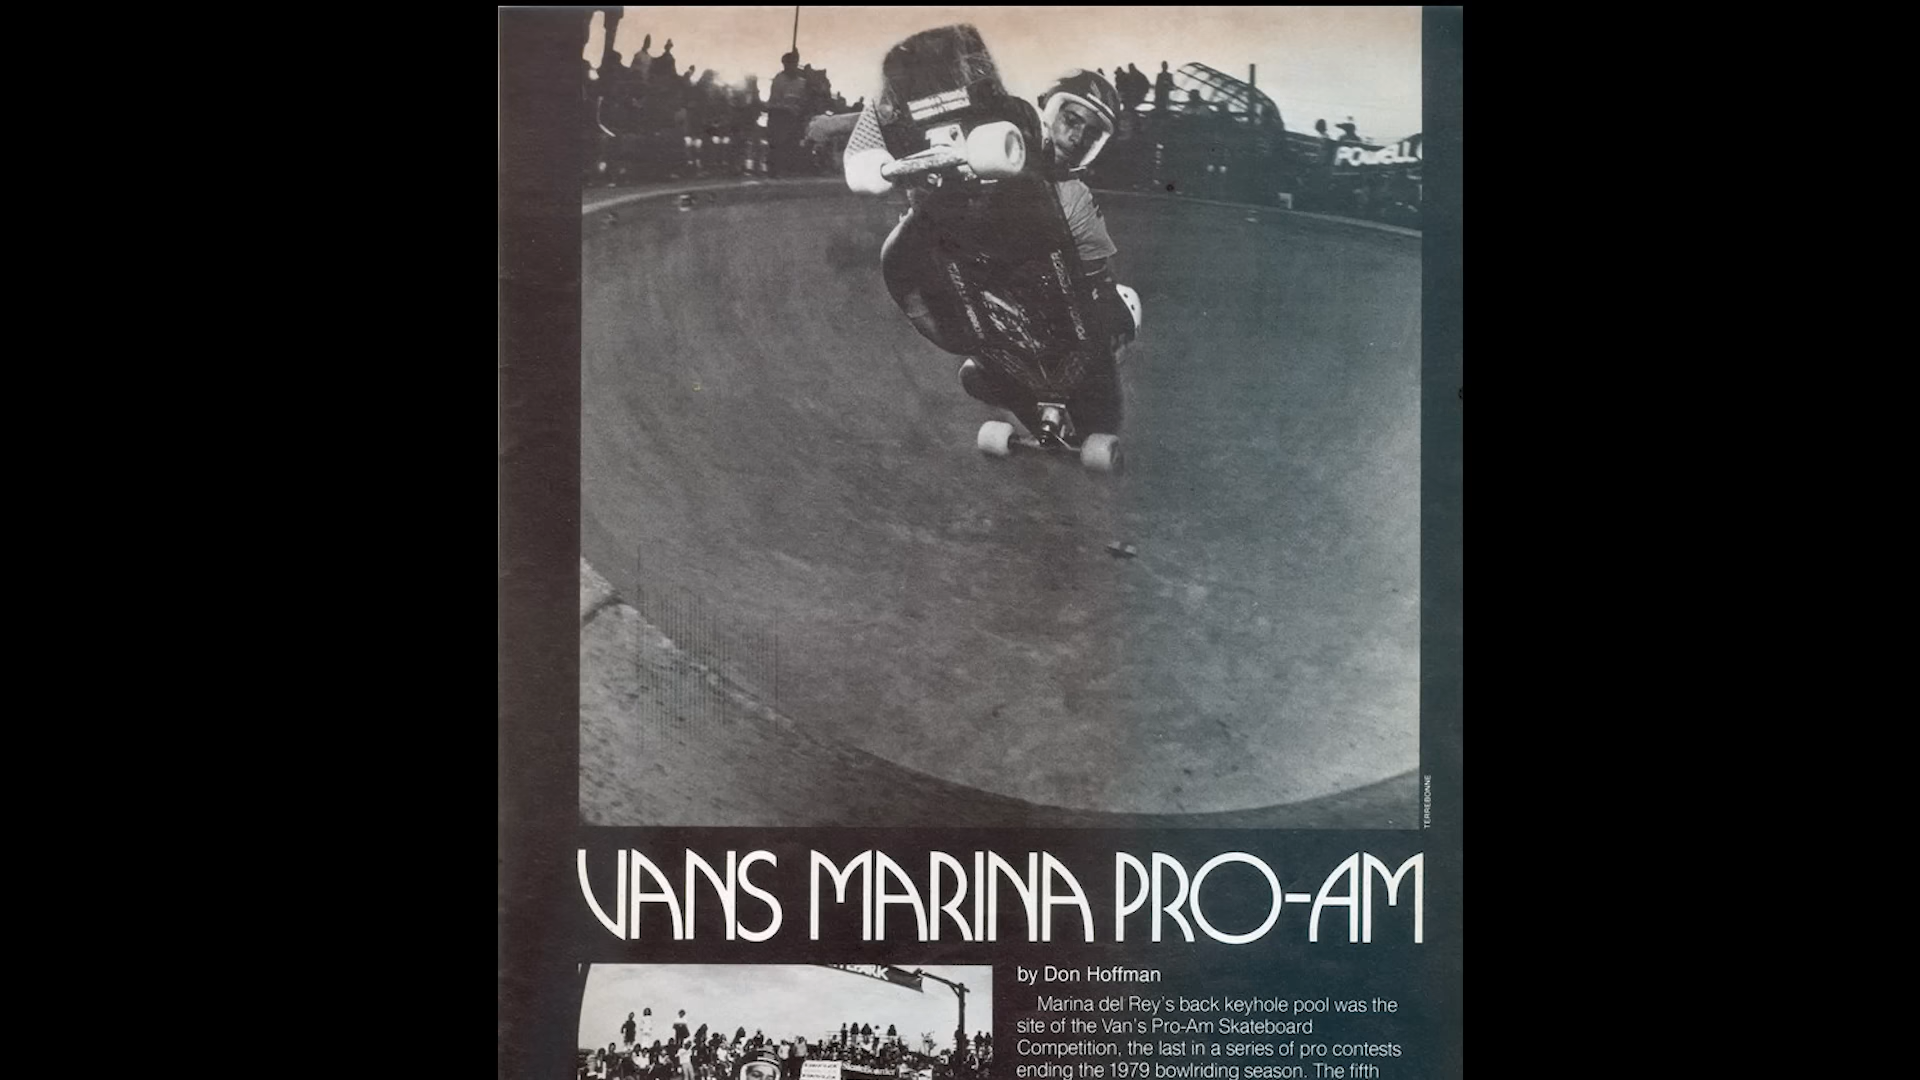 POWELL
TERREBONNE
VANS MARINA PRO-AM
by Don Hoffman
Marina del Rey's back keyhole pool was the
site of the Van's Pro-Am Skateboard
Competition, the last in a series of pro contests
ending the 1979 bowlriding season. The fifth